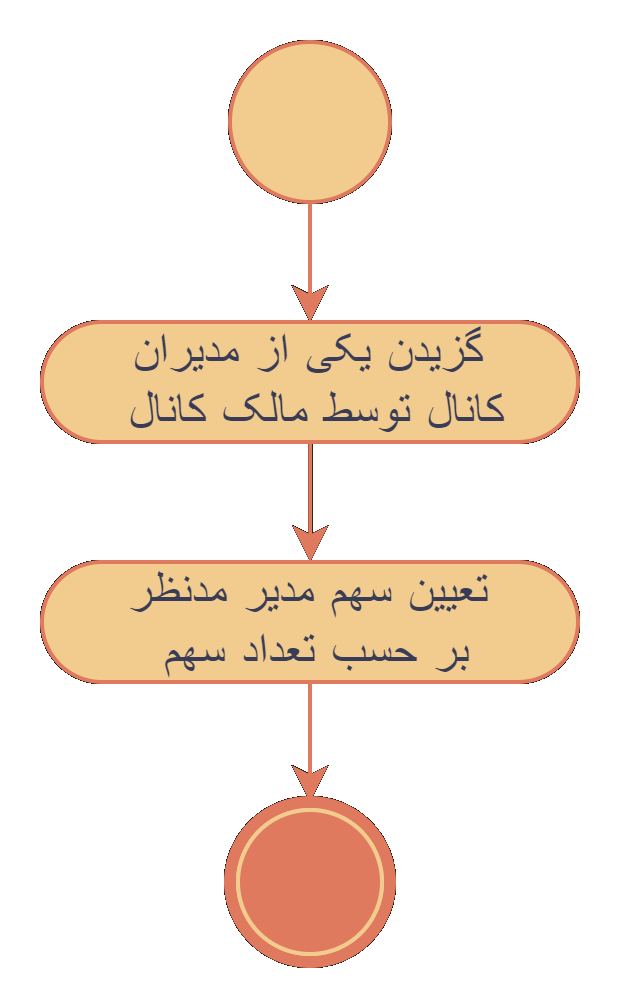 گزیدن یکی از مدیران
کانال توسط مالک کانال
تعیین سهم مدیر مدنظر
بر حسب تعداد سهم